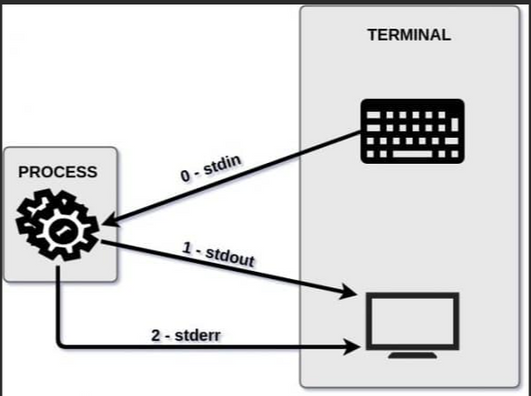 TERMINAL
PROCESS
0 - stdin
1 - stdout
2 - stderr